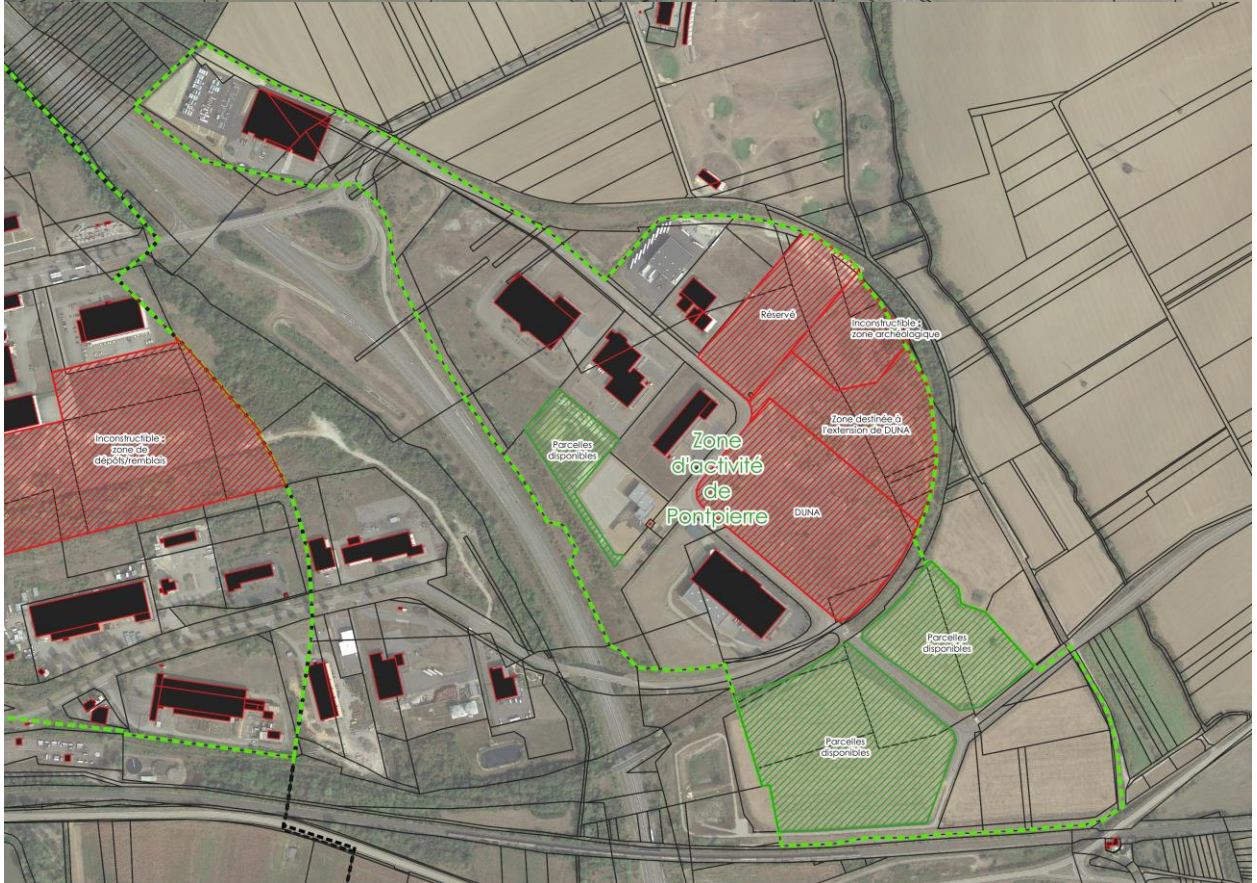 Réservé
Inconstructible :
zone archéologique
Zone destinée à
l'extension de DUNA
Inconstructible :
zone de
dépôts/remblais
Parcelles
disponibles
Zone
d'activité
de
Pontpierre
DUNA
Parcelles
disponibles
Parcelles
disponibles